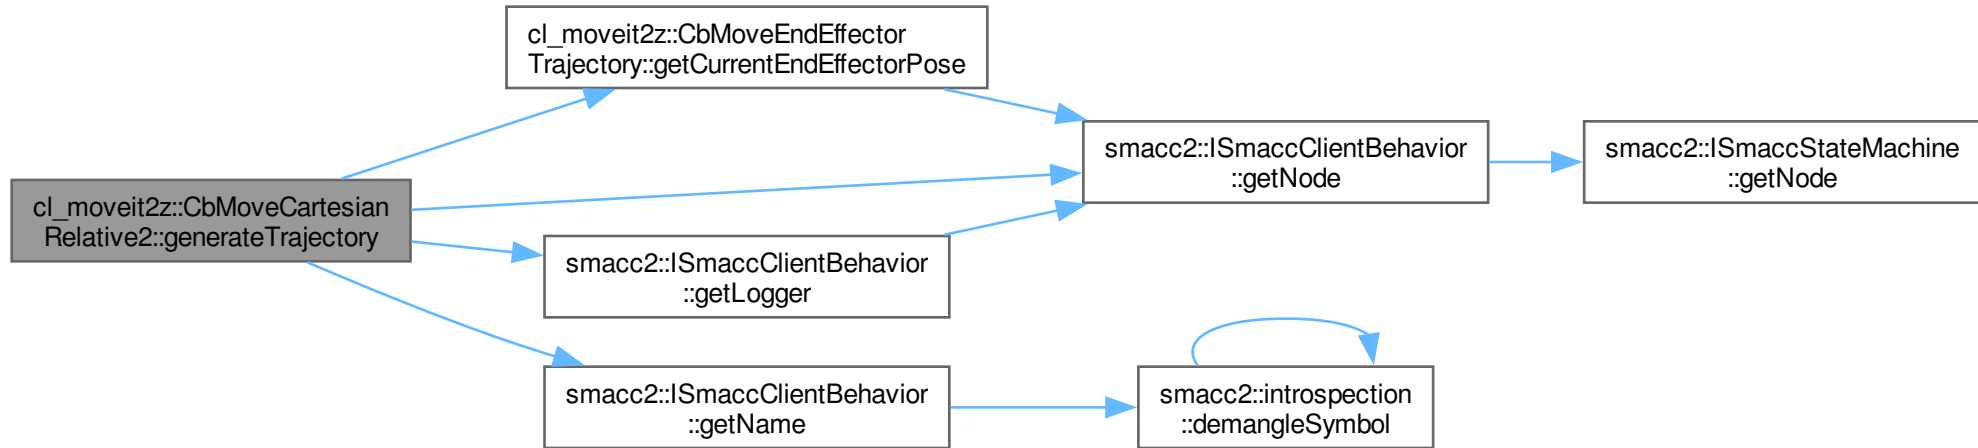 cl_moveit2z::CbMoveEndEffector
Trajectory::getCurrentEndEffectorPose
smacc2::ISmaccClientBehavior
::getNode
smacc2::ISmaccStateMachine
::getNode
cl_moveit2z::CbMoveCartesian
Relative2::generateTrajectory
smacc2::ISmaccClientBehavior
::getLogger
smacc2::ISmaccClientBehavior
::getName
smacc2::introspection
::demangleSymbol